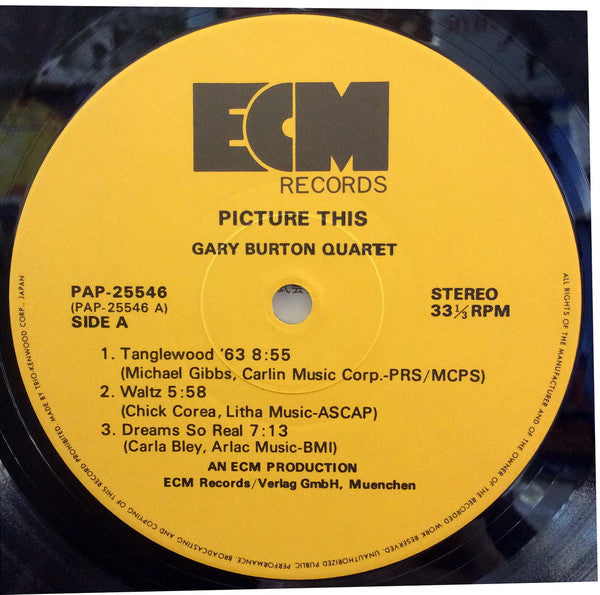 ECM
RECORDS
PICTURE THIS
GARY BURTON QUARTET
PAP-25546
(PAP-25546 A)
SIDE A
STEREO
33⅓ RPM
1. Tanglewood '63 8:55
(Michael Gibbs, Carlin Music Corp.-PRS/MCPS)
2. Waltz 5:58
(Chick Corea, Litha Music-ASCAP)
3. Dreams So Real 7:13
(Carla Bley, Arlac Music-BMI)
AN ECM PRODUCTION
ECM Records/Verlag GmbH, Muenchen
ALL RIGHTS OF THE MANUFACTURER AND OF THE OWNER OF THE RECORDED WORK RESERVED. UNAUTHORIZED PUBLIC PERFORMANCE. BROADCASTING AND COPYING OF THIS RECORD PROHIBITED. MADE BY TRIO-KENWOOD CORP., JAPAN